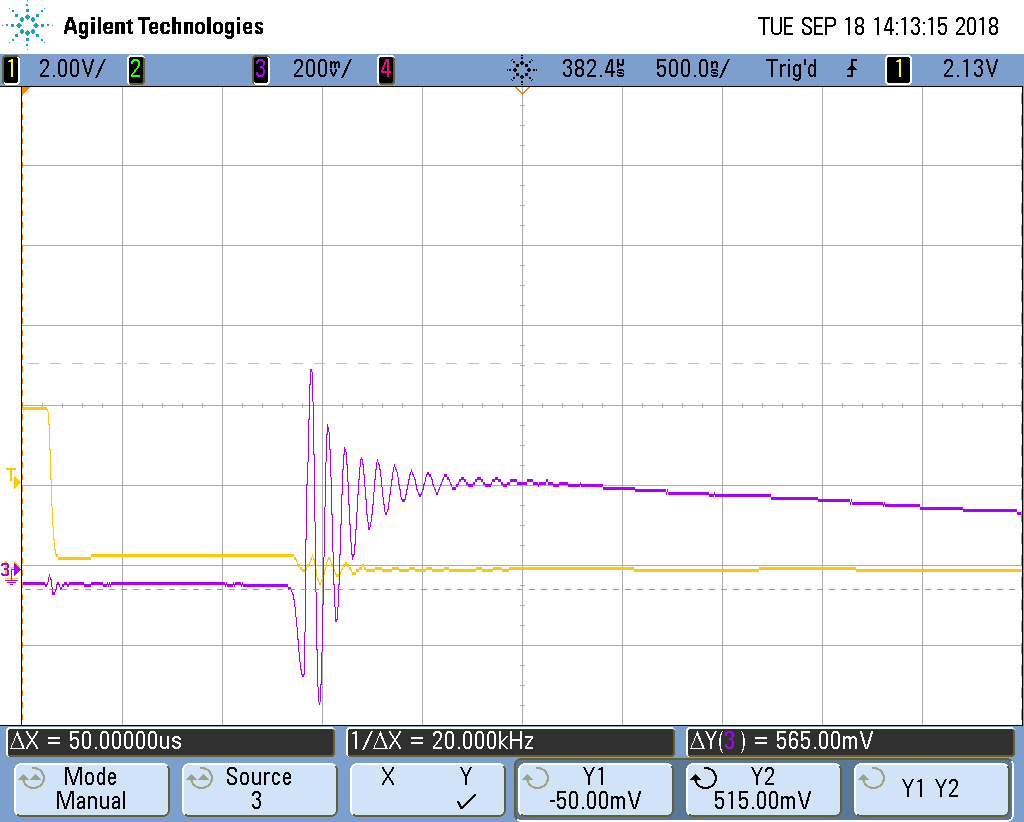 Agilent Technologies TUE SEP 18 14:13:15 2018
1 2.00V/ 2 3 200mV/ 4 382.4µs 500.0ns/ Trig'd 1 2.13V
T
3
ΔX = 50.00000us 1/ΔX = 20.000kHz ΔY(3) = 565.00mV
Mode Source X Y Y1 Y2 Y1 Y2
Manual 3 ✓ -50.00mV 515.00mV